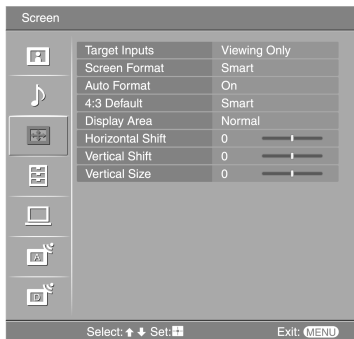 Screen
Target Inputs Viewing Only
Screen Format Smart
Auto Format On
4:3 Default Smart
Display Area Normal
Horizontal Shift 0
Vertical Shift 0
Vertical Size 0
A
D
Select: Set: Exit: MENU